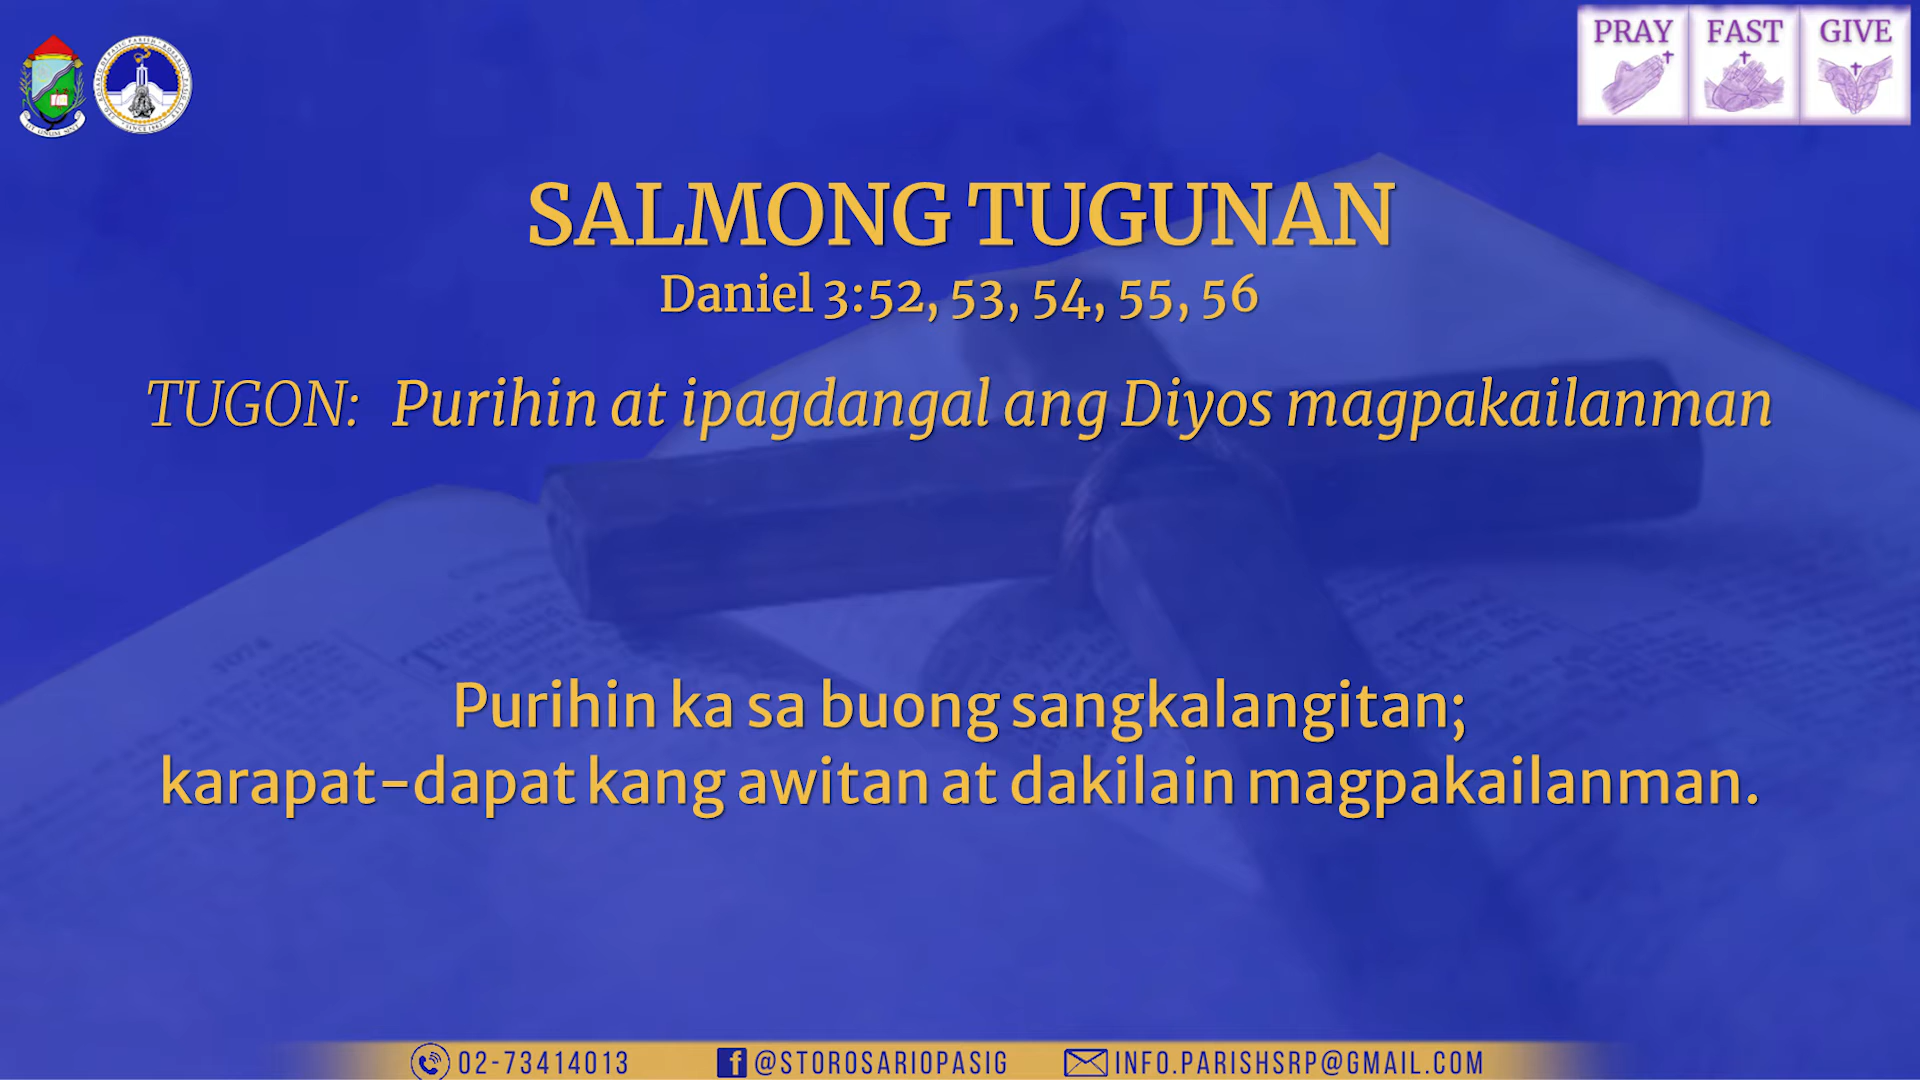 PRAY FAST GIVE
SALMONG TUGUNAN
Daniel 3:52, 53, 54, 55, 56
TUGON: Purihin at ipagdangal ang Diyos magpakailanman
Purihin ka sa buong sangkalangitan;
karapat-dapat kang awitan at dakilain magpakailanman.
02-73414013 @STOROSARIOPASIG INFO.PARISHSRP@GMAIL.COM